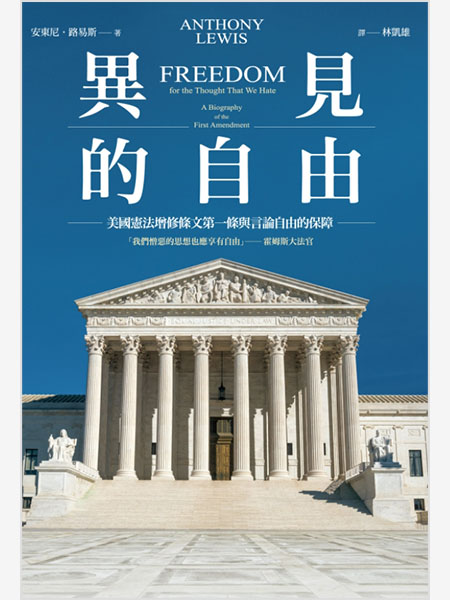 安東尼・路易斯——著
ANTHONY
LEWIS
譯——林凱雄
異見
FREEDOM
for the Thought That We Hate
A Biography
of the
First Amendment
的自由
美國憲法增修條文第一條與言論自由的保障
「我們憎惡的思想也應享有自由」——霍姆斯大法官